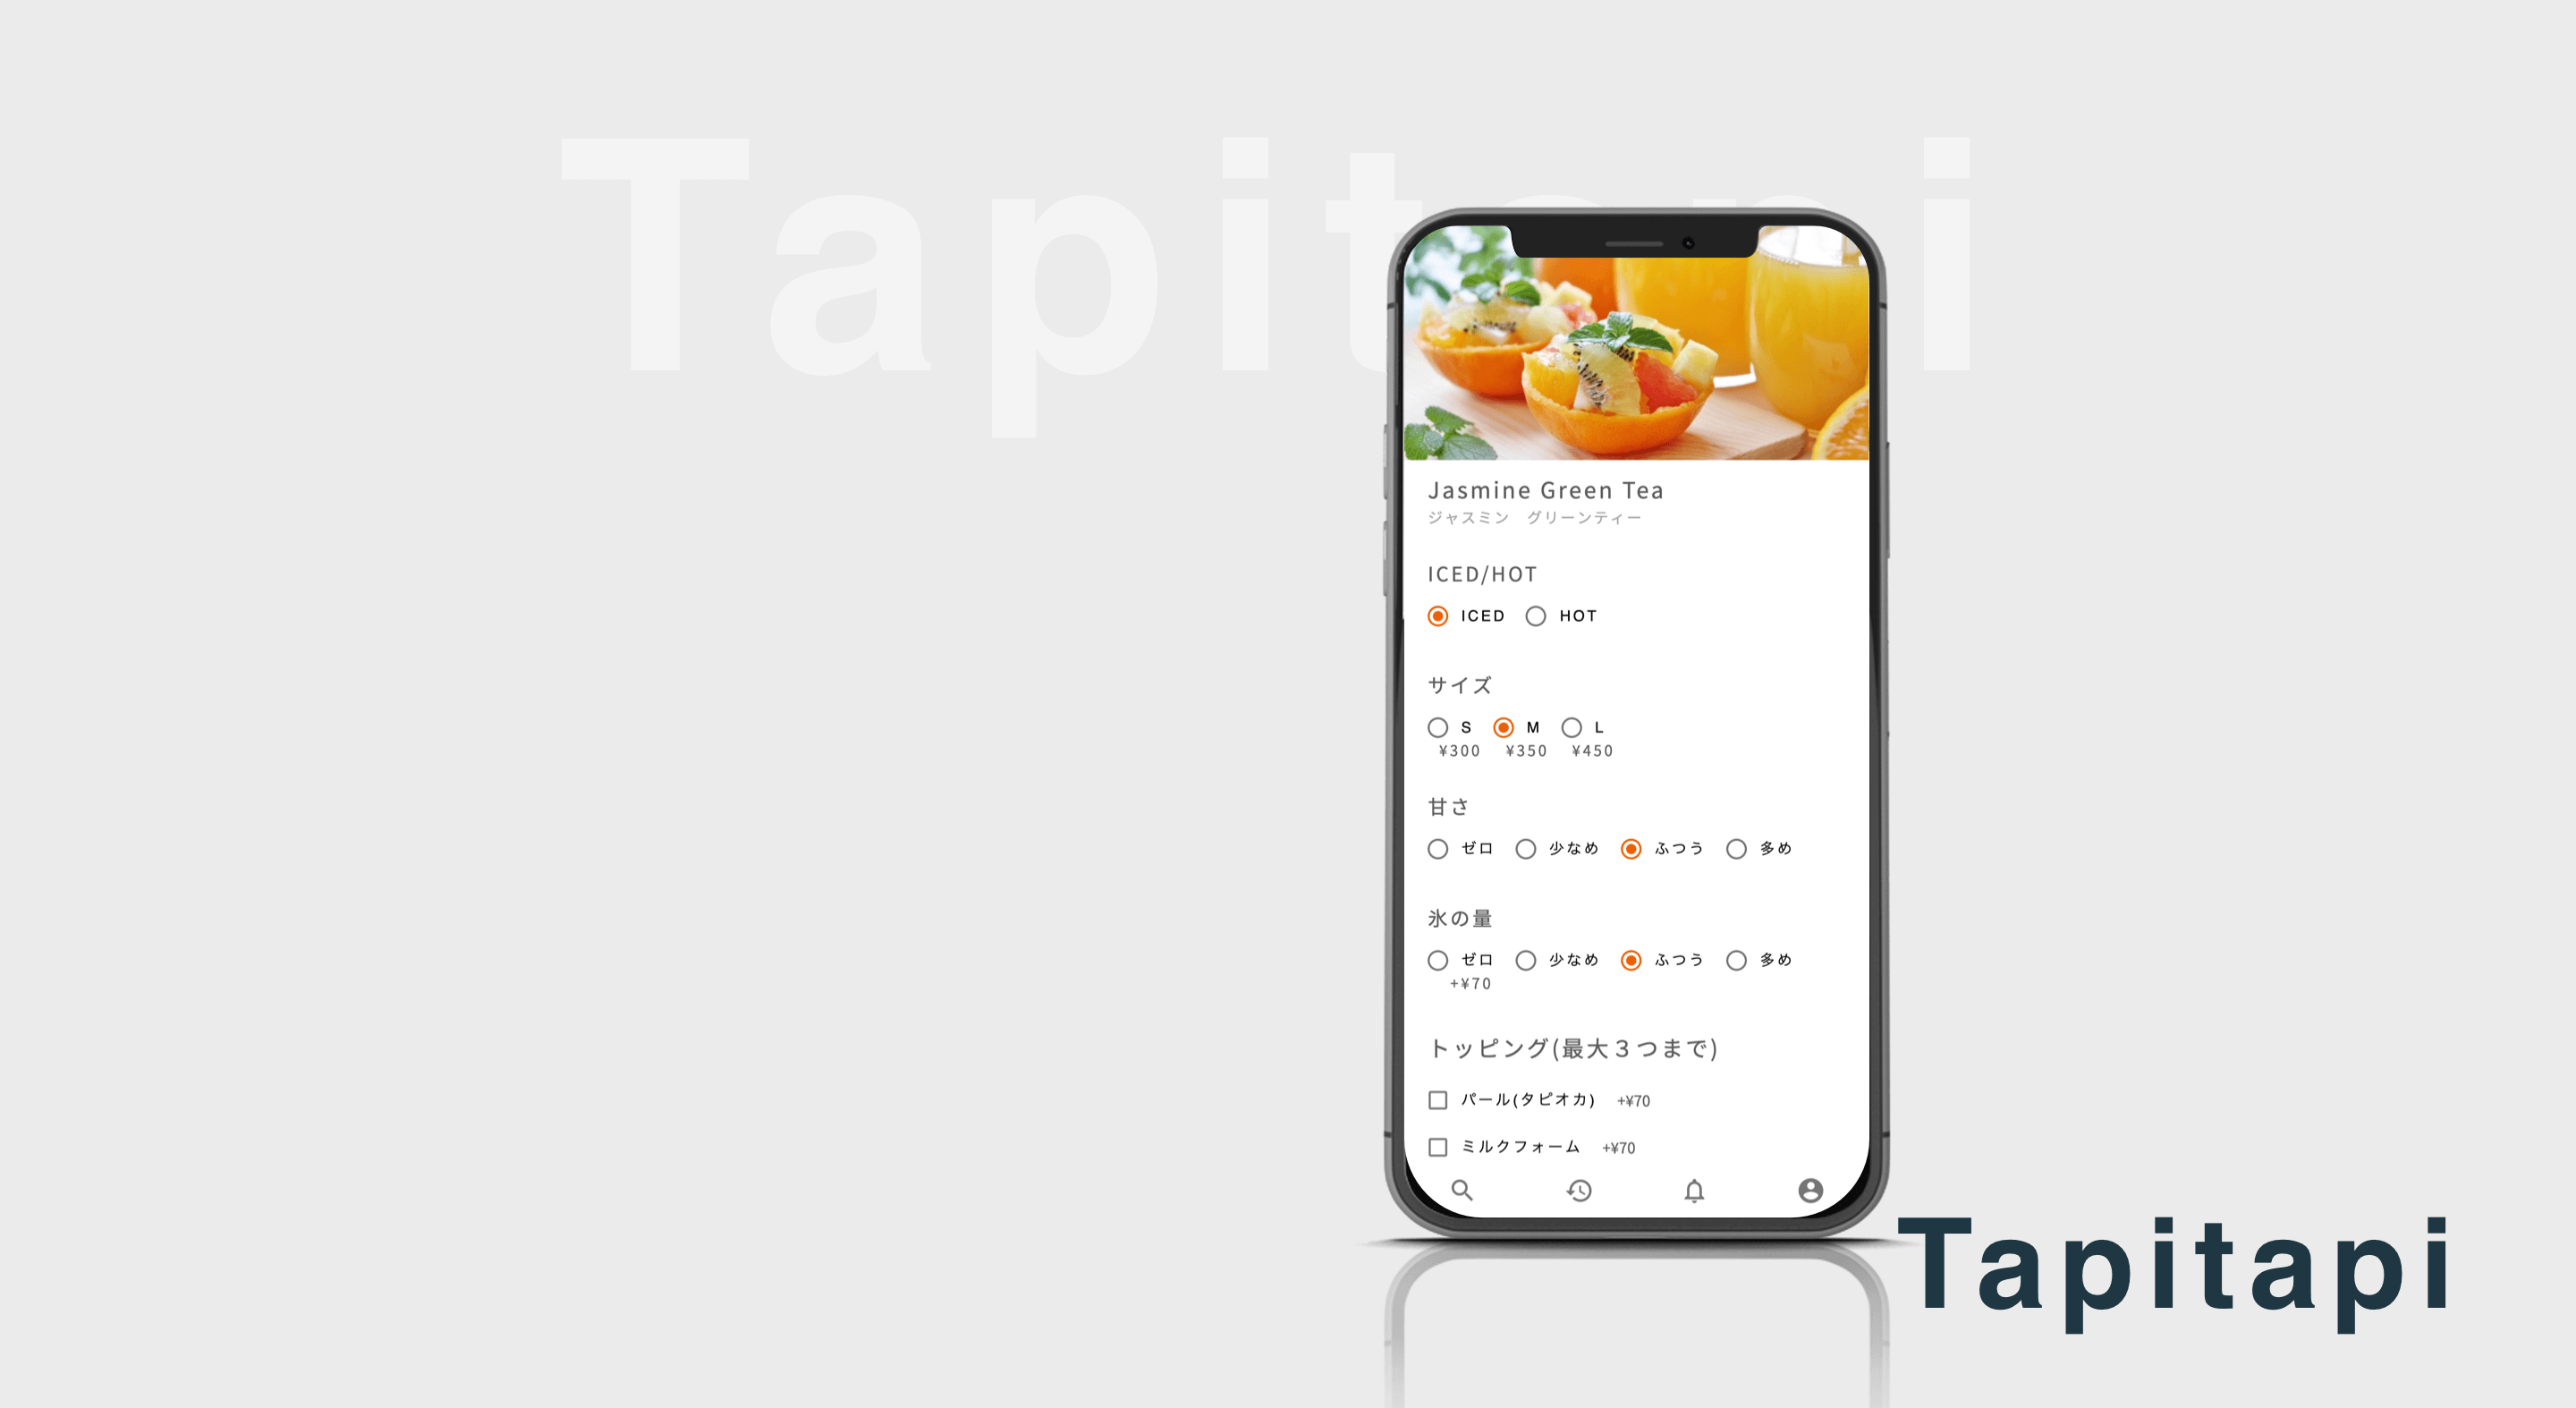 Tapitapi
Jasmine Green Tea
ジャスミン　グリーンティー
ICED/HOT
ICED HOT
サイズ
S M L
¥300 ¥350 ¥450
甘さ
ゼロ 少なめ ふつう 多め
氷の量
ゼロ 少なめ ふつう 多め
+¥70
トッピング(最大３つまで)
パール(タピオカ) +¥70
ミルクフォーム +¥70
Tapitapi